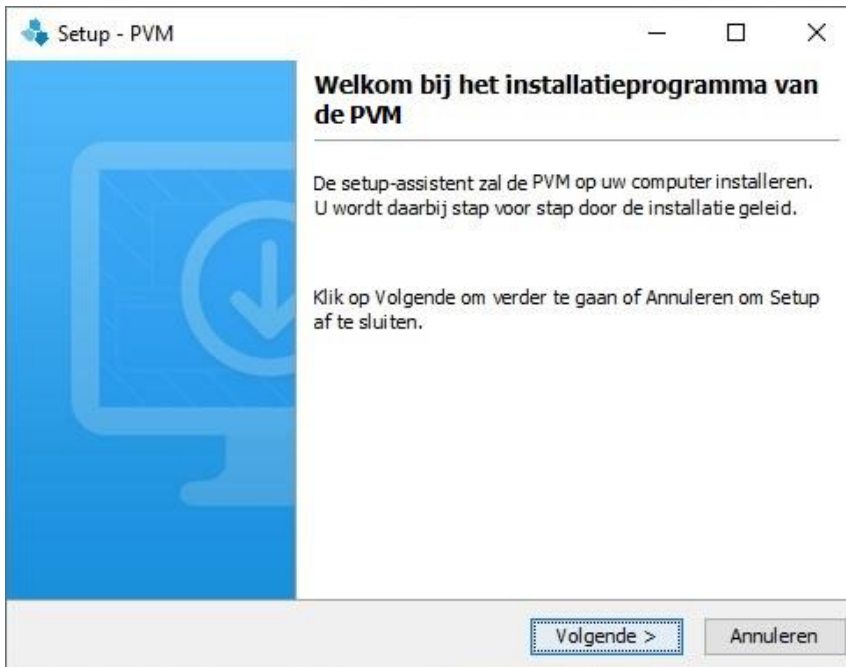 Setup - PVM
Welkom bij het installatieprogramma van
de PVM
De setup-assistent zal de PVM op uw computer installeren.
U wordt daarbij stap voor stap door de installatie geleid.
Klik op Volgende om verder te gaan of Annuleren om Setup
af te sluiten.
Volgende >
Annuleren